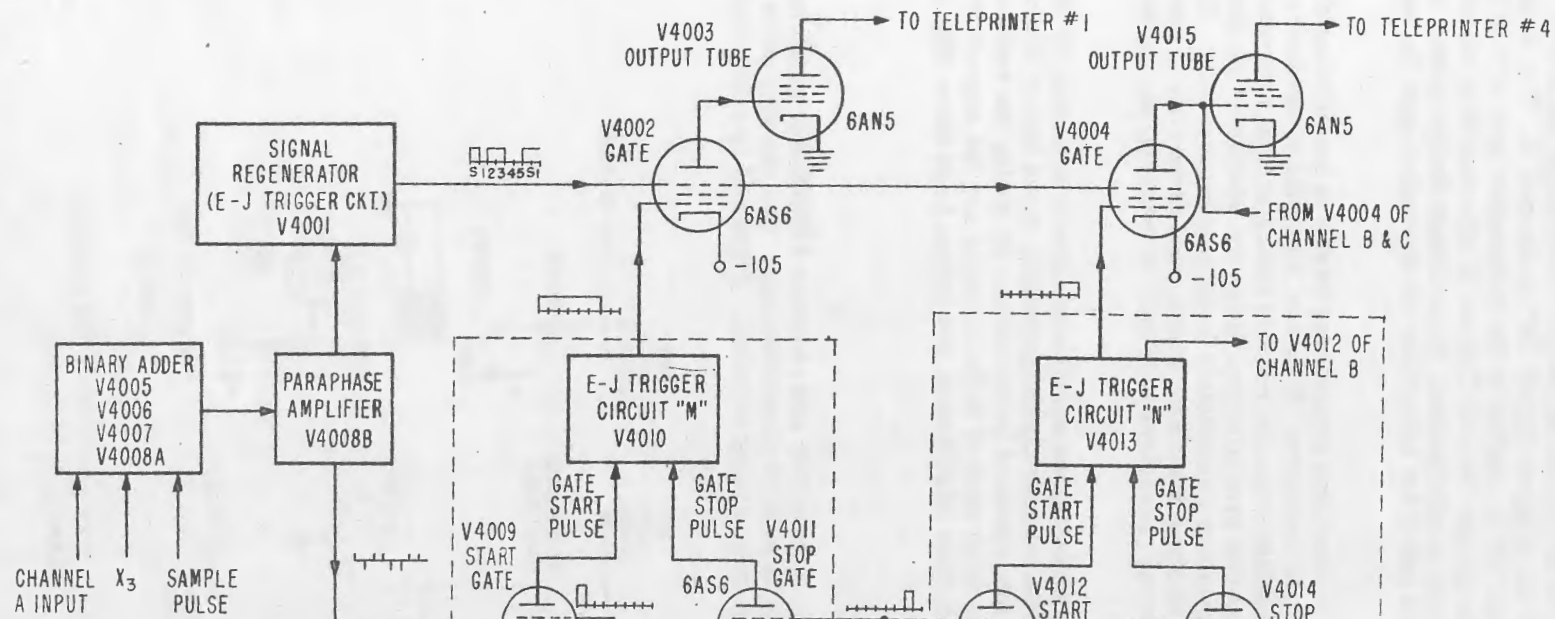 TO TELEPRINTER #1
TO TELEPRINTER #4
V4003
OUTPUT TUBE
V4015
OUTPUT TUBE
6AN5
6AN5
V4002
GATE
V4004
GATE
SIGNAL
REGENERATOR
(E-J TRIGGER CKT)
V4001
S12345S1
6AS6
-105
6AS6
-105
FROM V4004 OF
CHANNEL B & C
BINARY ADDER
V4005
V4006
V4007
V4008A
PARAPHASE
AMPLIFIER
V4008B
E-J TRIGGER
CIRCUIT "M"
V4010
E-J TRIGGER
CIRCUIT "N"
V4013
TO V4012 OF
CHANNEL B
GATE
START
PULSE
GATE
STOP
PULSE
GATE
START
PULSE
GATE
STOP
PULSE
V4009
START
GATE
V4011
STOP
GATE
6AS6
V4012
START
V4014
STOP
CHANNEL
A INPUT
X3
SAMPLE
PULSE